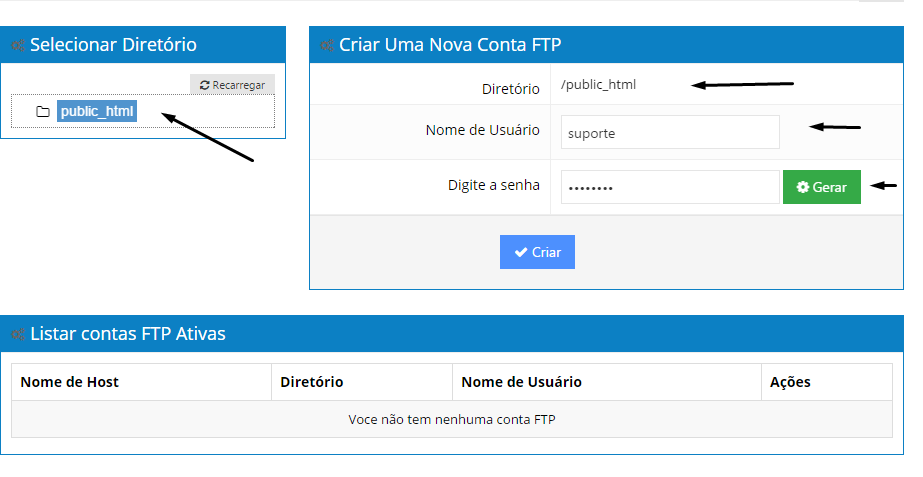 Selecionar Diretório
Recarregar
public_html
Criar Uma Nova Conta FTP
Diretório /public_html
Nome de Usuário suporte
Digite a senha •••••••• Gerar
Criar
Listar contas FTP Ativas
Nome de Host Diretório Nome de Usuário Ações
Voce não tem nenhuma conta FTP